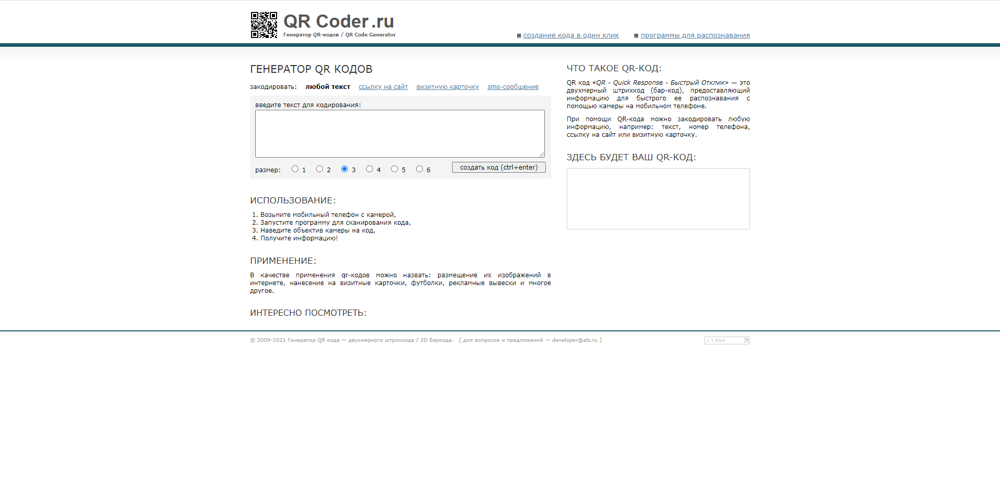 QR Coder.ru
Генератор QR-кодов / QR Code Generator
создание кода в один клик
программы для распознавания
ГЕНЕРАТОР QR КОДОВ
закодировать: любой текст ссылку на сайт визитную карточку sms-сообщение
введите текст для кодирования:
размер: 1 2 3 4 5 6 создать код (ctrl+enter)
ИСПОЛЬЗОВАНИЕ:
1. Возьмите мобильный телефон с камерой,
2. Запустите программу для сканирования кода,
3. Наведите объектив камеры на код,
4. Получите информацию!
ПРИМЕНЕНИЕ:
В качестве применения qr-кодов можно назвать: размещение их изображений в
интернете, нанесение на визитные карточки, футболки, рекламные вывески и многое
другое.
ИНТЕРЕСНО ПОСМОТРЕТЬ:
ЧТО ТАКОЕ QR-КОД:
QR код «QR - Quick Response - Быстрый Отклик» — это
двухмерный штрихкод (бар-код), предоставляющий
информацию для быстрого ее распознавания с
помощью камеры на мобильном телефоне.
При помощи QR-кода можно закодировать любую
информацию, например: текст, номер телефона,
ссылку на сайт или визитную карточку.
ЗДЕСЬ БУДЕТ ВАШ QR-КОД:
© 2009-2021 Генератор QR кода — двухмерного штрихкода / 2D баркода. [ для вопросов и предложений — developer@alz.ru ]
17396